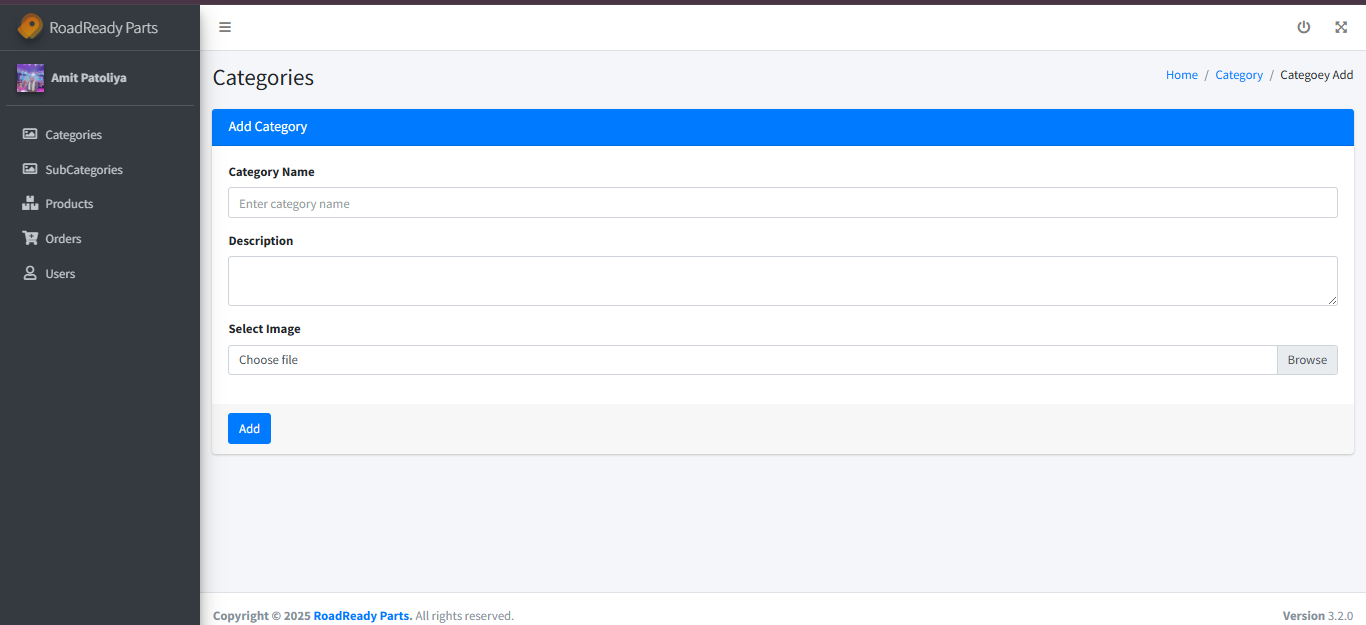 RoadReady Parts
Amit Patoliya
Categories
SubCategories
Products
Orders
Users
Categories
Home / Category / Categoey Add
Add Category
Category Name
Enter category name
Description
Select Image
Choose file Browse
Add
Copyright © 2025 RoadReady Parts. All rights reserved.
Version 3.2.0